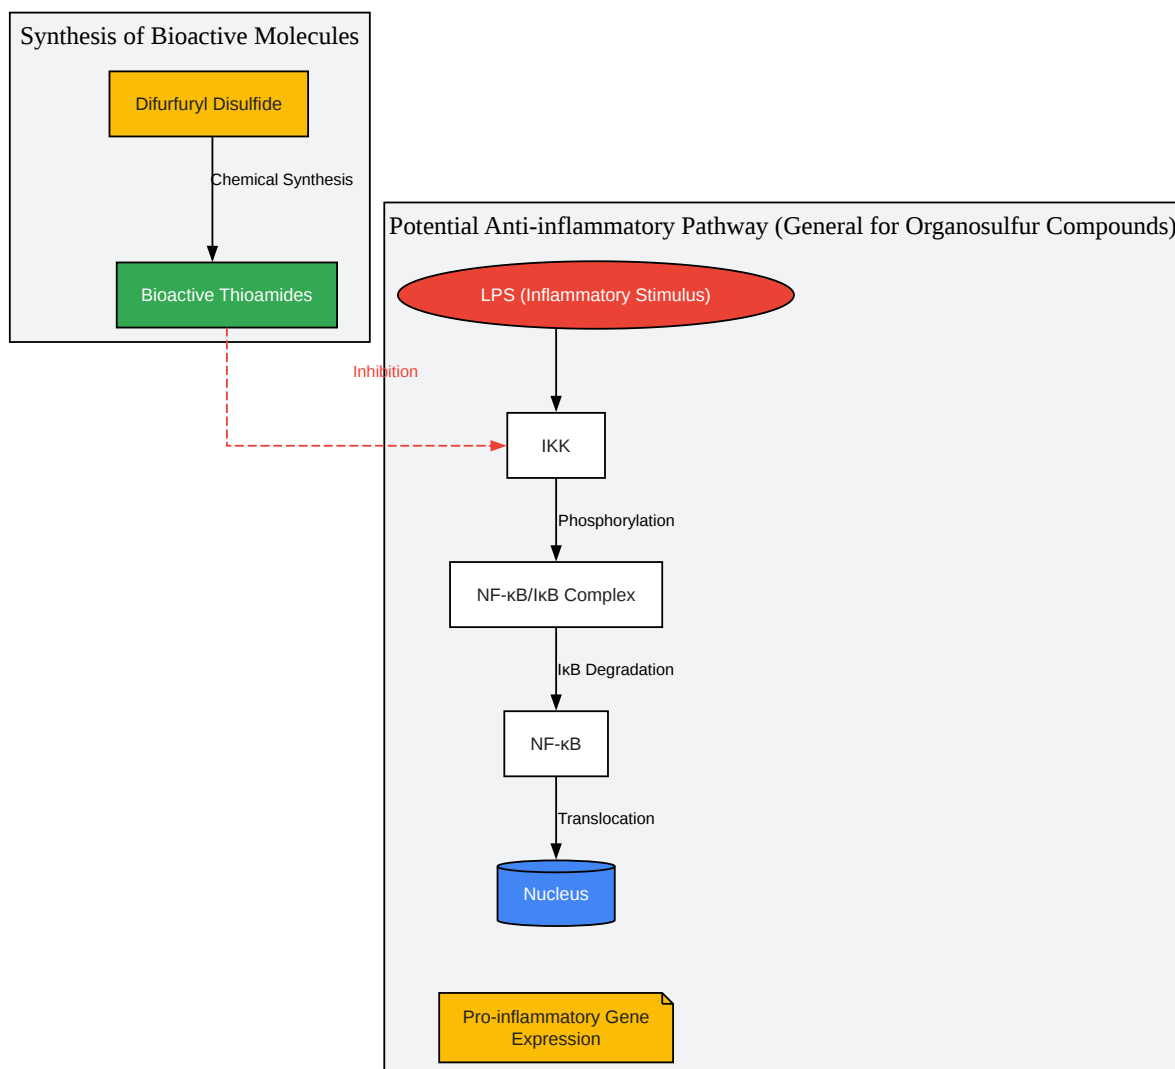 Synthesis of Bioactive Molecules
Difurfuryl Disulfide
Chemical Synthesis
Bioactive Thioamides
Potential Anti-inflammatory Pathway (General for Organosulfur Compounds)
LPS (Inflammatory Stimulus)
Inhibition
IKK
Phosphorylation
NF-κB/IκB Complex
IκB Degradation
NF-κB
Translocation
Nucleus
Pro-inflammatory Gene
Expression